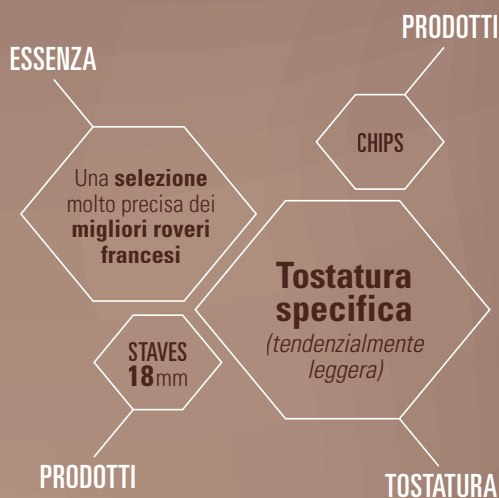 PRODOTTI
ESSENZA
CHIPS
Una selezione
molto precisa dei
migliori roveri
francesi
Tostatura
specifica
(tendenzialmente
leggera)
STAVES
18mm
PRODOTTI
TOSTATURA